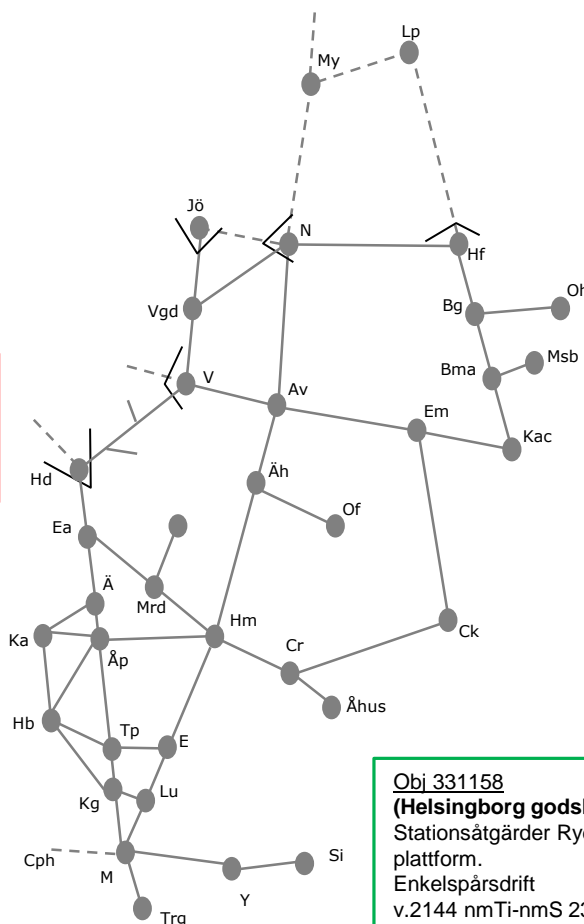 Lp
My
Jö
N
Hf
Vgd
Bg
Oh
Msb
Bma
V
Av
Em
Kac
Hd
Äh
Of
Ea
Ä
Mrd
Hm
Ka
Åp
Cr
Ck
Åhus
Hb
Tp
E
Kg
Lu
Cph
M
Si
Y
Trg
Obj 331158
(Helsingborg gods
Stationsåtgärder
plattform.
Enkelspårsdrift
v.2144 nmTi-nmS